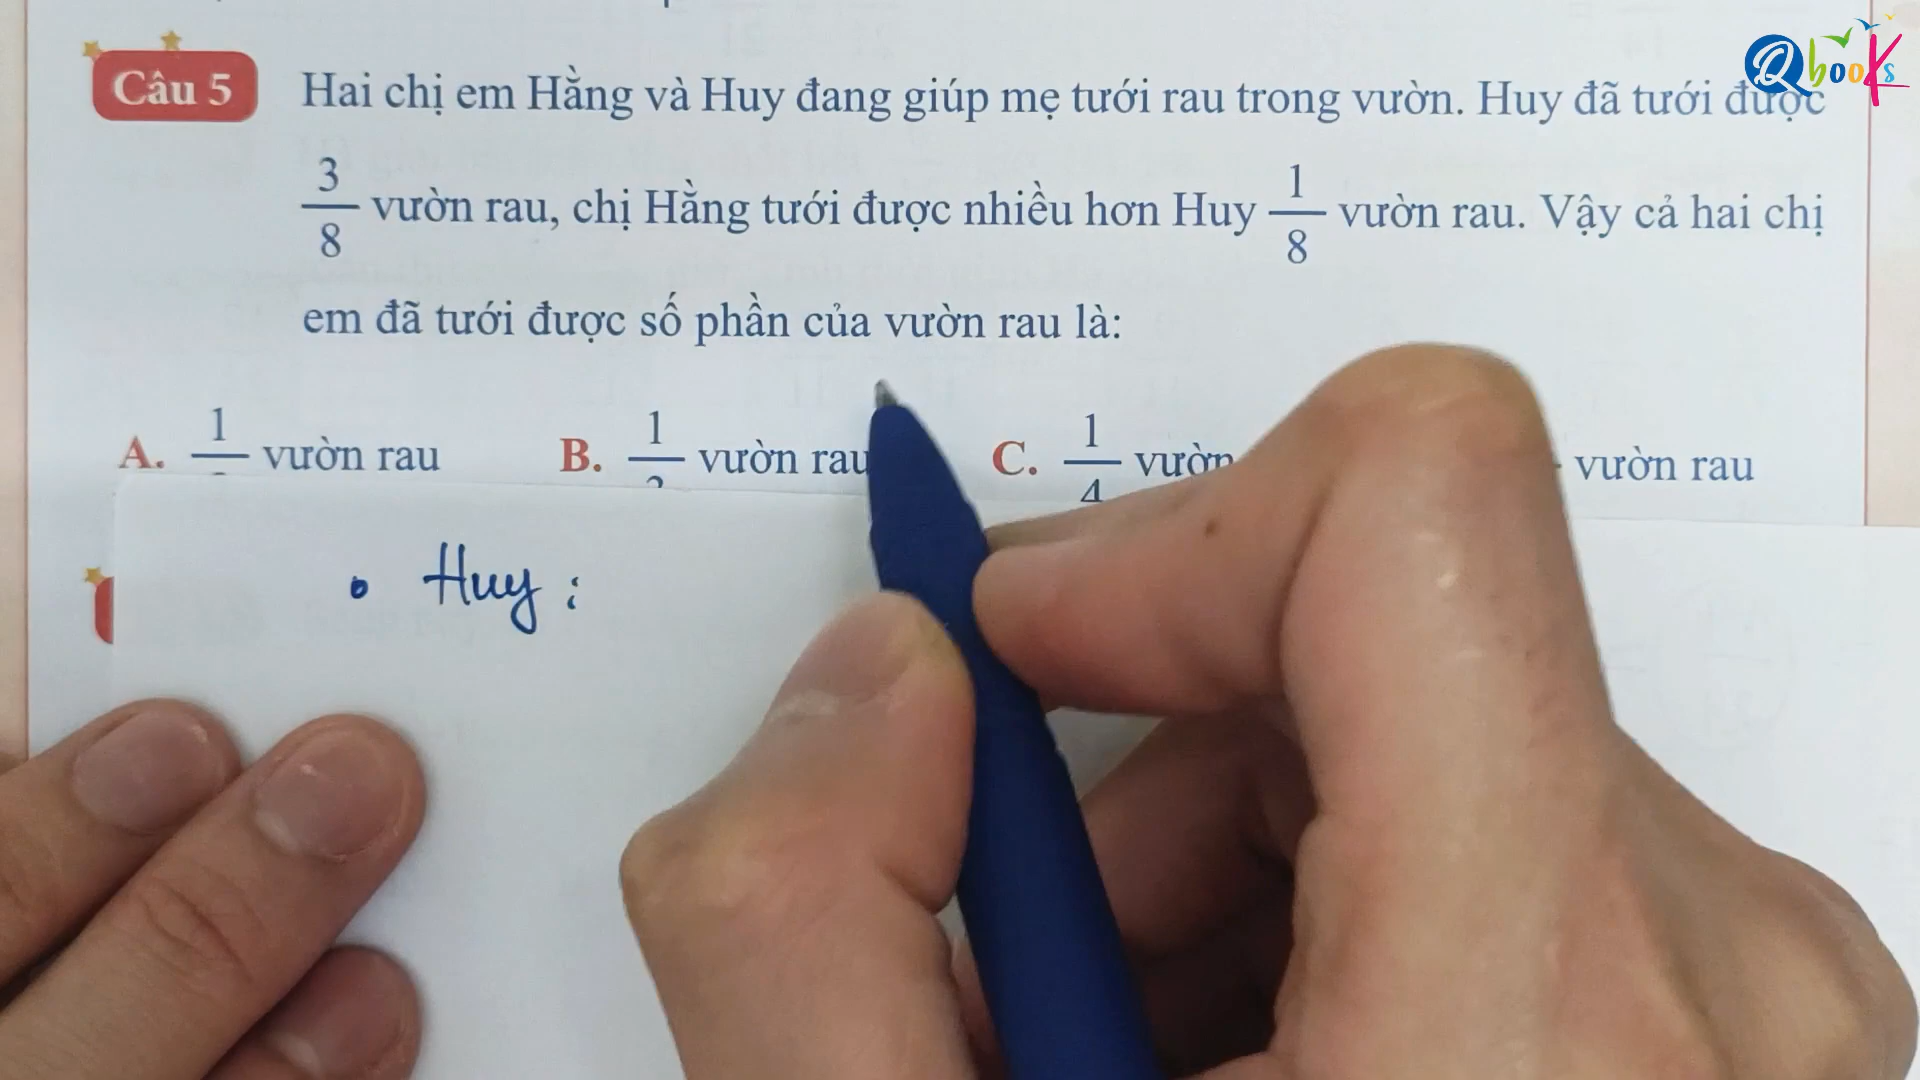 Qbooks
Câu 5 Hai chị em Hằng và Huy đang giúp mẹ tưới rau trong vườn. Huy đã tưới được
3/8 vườn rau, chị Hằng tưới được nhiều hơn Huy 1/8 vườn rau. Vậy cả hai chị
em đã tưới được số phần của vườn rau là:
A. 1 vườn rau B. 1 vườn rau C. 1/4 vườn vườn rau
• Huy :